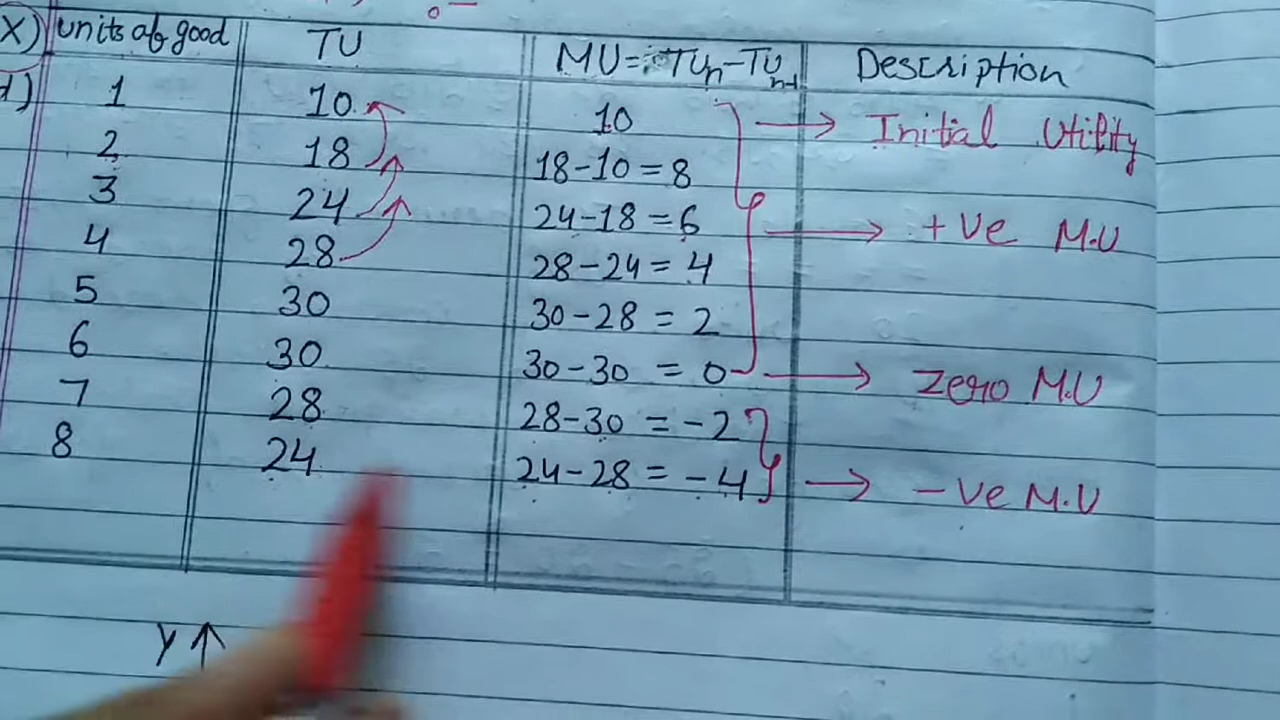 X) units of good TU MU = TUn-TUn-1 Description
1 10 10 → Initial Utility
2 18 18-10 = 8
3 24 24-18 = 6 → +ve M.U
4 28 28-24 = 4
5 30 30-28 = 2
6 30 30-30 = 0 → Zero M.U
7 28 28-30 = -2
8 24 24-28 = -4 → -ve M.U
Y ↑